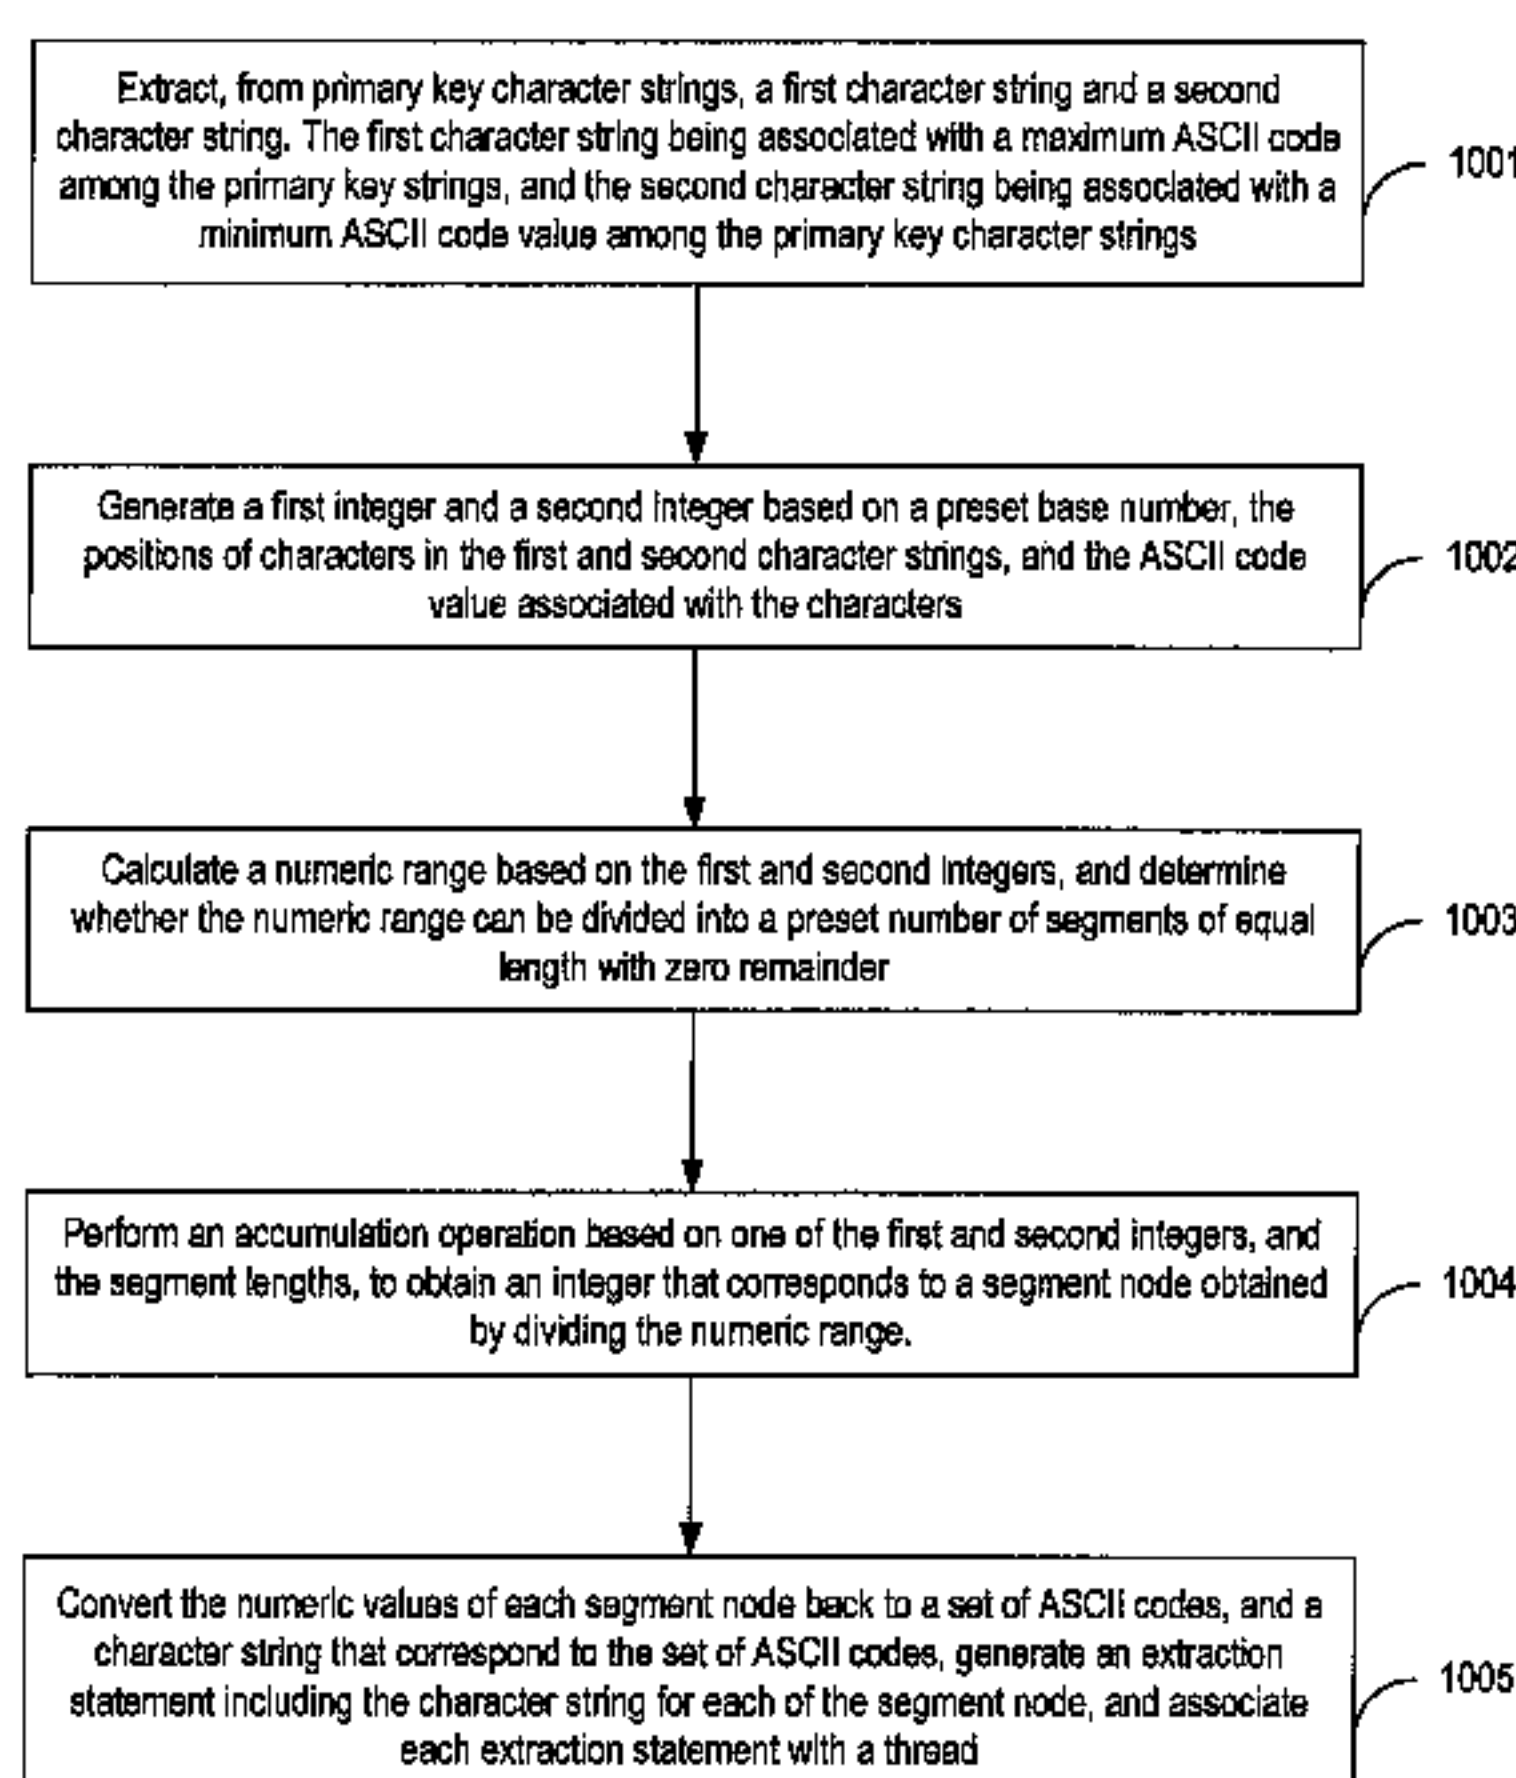 Extract, from primary key character strings, a first character string and a second
character string. The first character string being associated with a maximum ASCII code
among the primary key strings, and the second character string being associated with a
minimum ASCII code value among the primary key character strings
1001
Generate a first integer and a second integer based on a preset base number, the
positions of characters in the first and second character strings, and the ASCII code
value associated with the characters
1002
Calculate a numeric range based on the first and second integers, and determine
whether the numeric range can be divided into a preset number of segments of equal
length with zero remainder
1003
Perform an accumulation operation based on one of the first and second integers, and
the segment lengths, to obtain an integer that corresponds to a segment node obtained
by dividing the numeric range.
1004
Convert the numeric values of each segment node back to a set of ASCII codes, and a
character string that correspond to the set of ASCII codes, generate an extraction
statement including the character string for each of the segment node, and associate
each extraction statement with a thread
1005